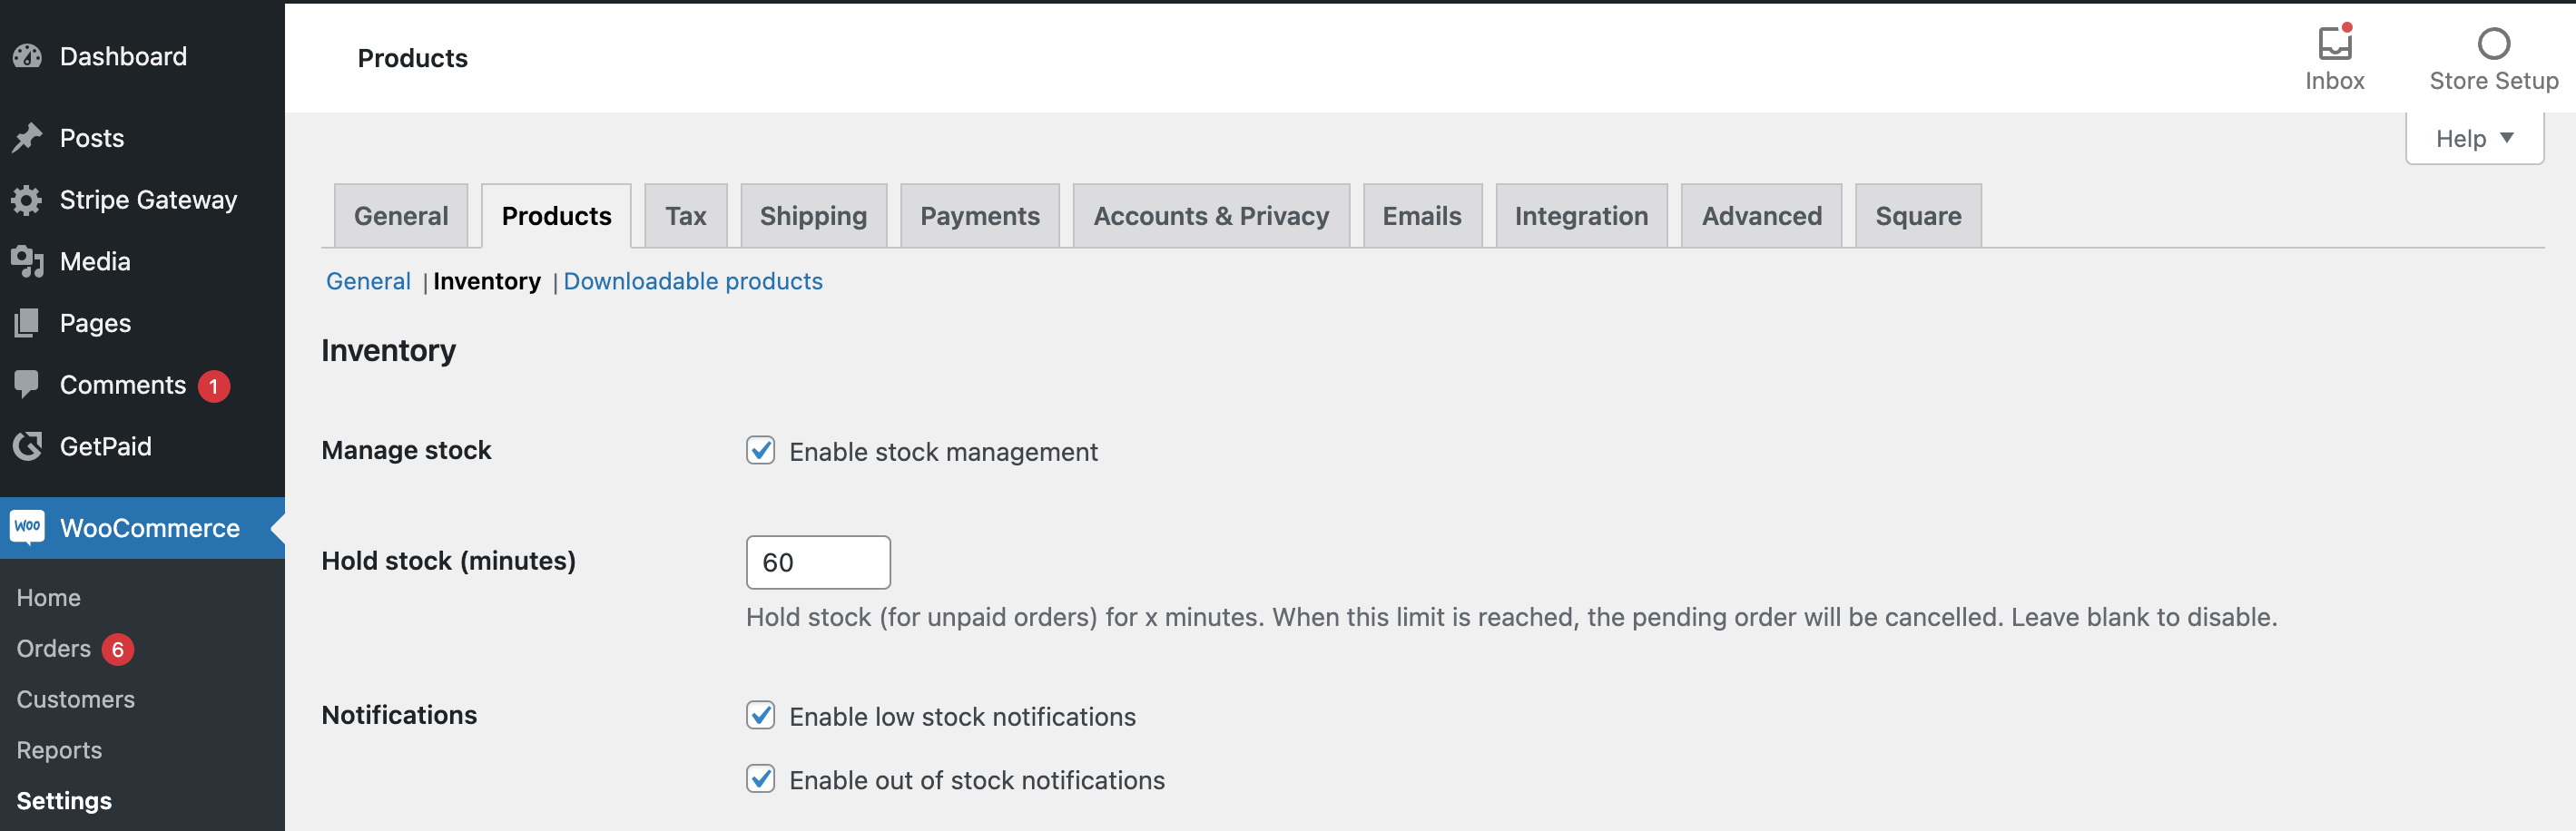 Dashboard
Posts
Stripe Gateway
Media
Pages
Comments 1
GetPaid
Woo WooCommerce
Home
Orders 6
Customers
Reports
Settings
Products
Inbox
Store Setup
Help
General Products Tax Shipping Payments Accounts & Privacy Emails Integration Advanced Square
General | Inventory | Downloadable products
Inventory
Manage stock Enable stock management
Hold stock (minutes) 60
Hold stock (for unpaid orders) for x minutes. When this limit is reached, the pending order will be cancelled. Leave blank to disable.
Notifications Enable low stock notifications
Enable out of stock notifications